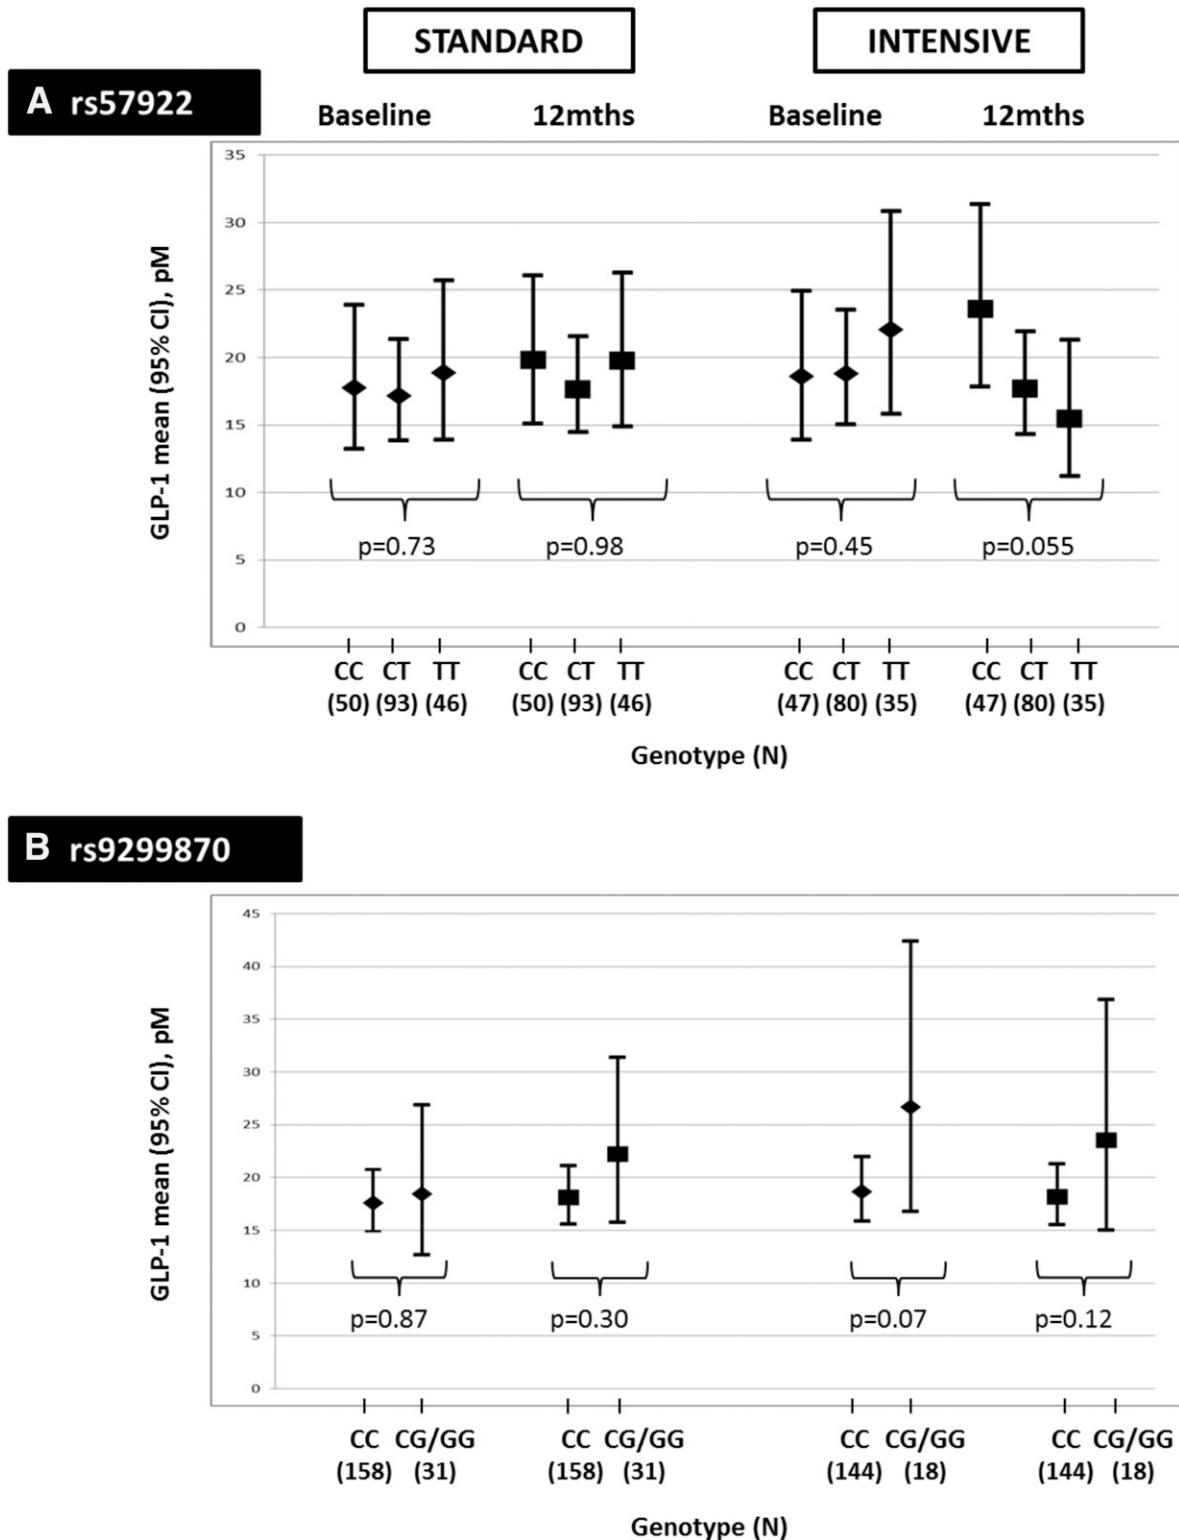 STANDARD INTENSIVE
A rs57922
Baseline 12mths Baseline 12mths
35
30
25
20
15
10
5
0
GLP-1 mean (95% CI), pM
p=0.73 p=0.98 p=0.45 p=0.055
CC CT TT CC CT TT CC CT TT CC CT TT
(50) (93) (46) (50) (93) (46) (47) (80) (35) (47) (80) (35)
Genotype (N)
B rs9299870
45
40
35
30
25
20
15
10
5
0
GLP-1 mean (95% CI), pM
p=0.87 p=0.30 p=0.07 p=0.12
CC CG/GG CC CG/GG CC CG/GG CC CG/GG
(158) (31) (158) (31) (144) (18) (144) (18)
Genotype (N)